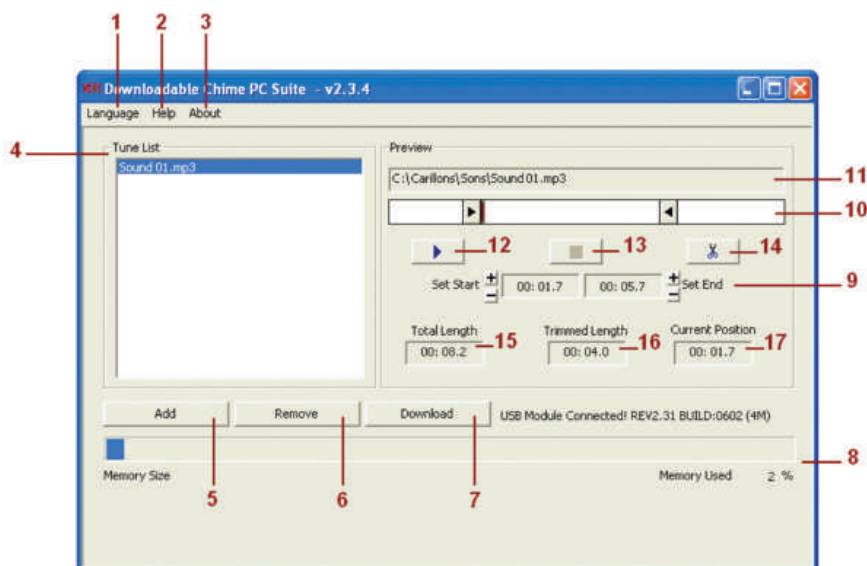 1 2 3
Downloadable Chime PC Suite - v2.3.4
Language Help About
4 Tune List
Sound 01.mp3
Preview
C:\Carillons\Sons\Sound 01.mp3 11
10
12 13 14
Set Start + - 00: 01.7 00: 05.7 + - Set End 9
Total Length Trimmed Length Current Position
00: 08.2 15 00: 04.0 16 00: 01.7 17
Add Remove Download USB Module Connected! REV2.31 BUILD:0602 (4M)
8
Memory Size Memory Used 2 %
5 6 7